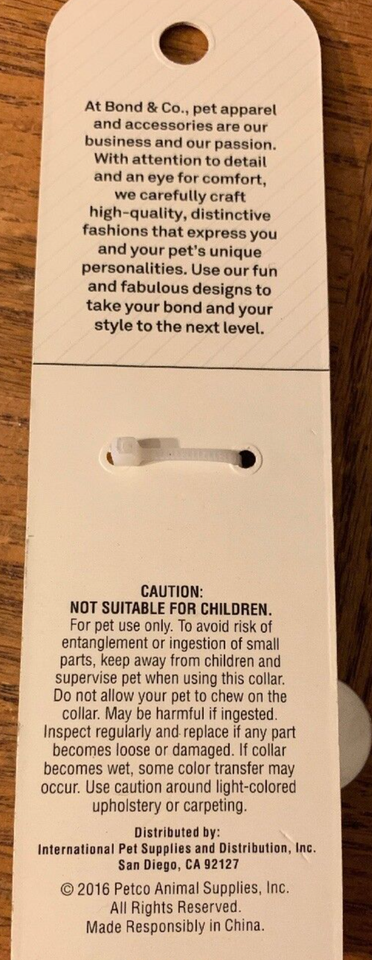 At Bond & Co., pet apparel
and accessories are our
business and our passion.
With attention to detail
and an eye for comfort,
we carefully craft
high-quality, distinctive
fashions that express you
and your pet's unique
personalities. Use our fun
and fabulous designs to
take your bond and your
style to the next level.
CAUTION:
NOT SUITABLE FOR CHILDREN.
For pet use only. To avoid risk of
entanglement or ingestion of small
parts, keep away from children and
supervise pet when using this collar.
Do not allow your pet to chew on the
collar. May be harmful if ingested.
Inspect regularly and replace if any part
becomes loose or damaged. If collar
becomes wet, some color transfer may
occur. Use caution around light-colored
upholstery or carpeting.
Distributed by:
International Pet Supplies and Distribution, Inc.
San Diego, CA 92127
© 2016 Petco Animal Supplies, Inc.
All Rights Reserved.
Made Responsibly in China.